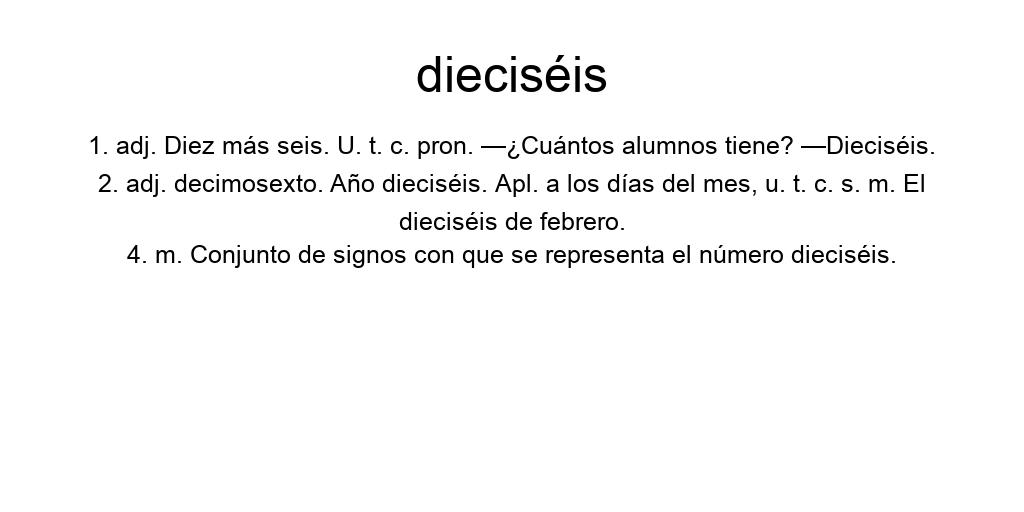 dieciséis
1. adj. Diez más seis. U. t. c. pron. —¿Cuántos alumnos tiene? —Dieciséis.
2. adj. decimosexto. Año dieciséis. Apl. a los días del mes, u. t. c. s. m. El
dieciséis de febrero.
4. m. Conjunto de signos con que se representa el número dieciséis.